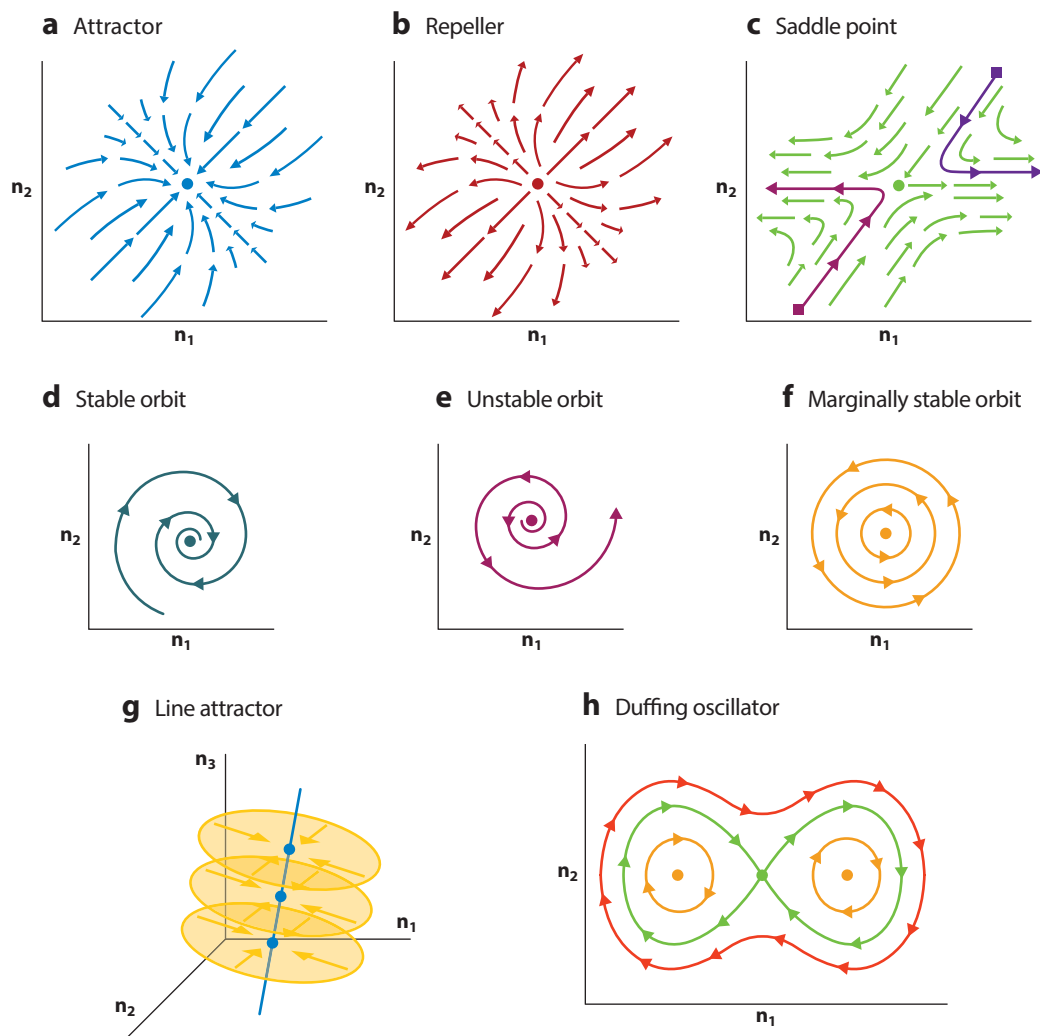 a Attractor
b Repeller
c Saddle point
n2
n1
n2
n1
n2
n1
d Stable orbit
e Unstable orbit
f Marginally stable orbit
n2
n1
n2
n1
n2
n1
g Line attractor
h Duffing oscillator
n3
n1
n2
n2
n1